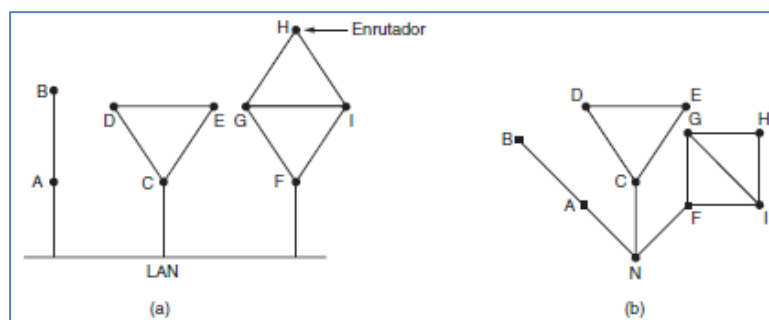 H Enrutador
B D E G I
A C F
LAN
(a)
D E
B G H
C
A F I
N
(b)